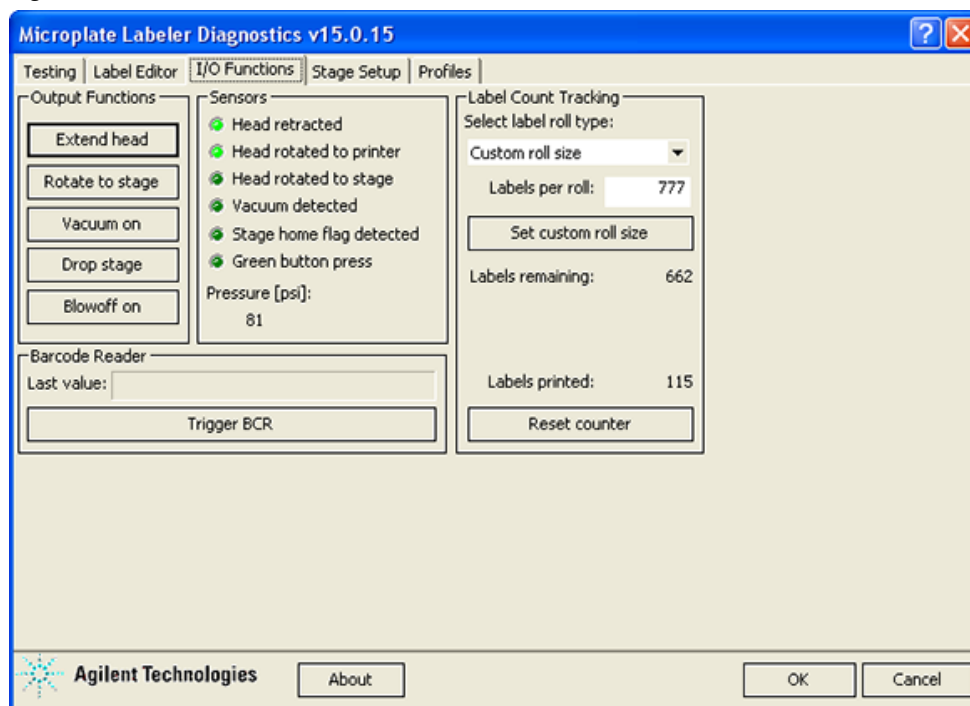 Microplate Labeler Diagnostics v15.0.15
Testing Label Editor I/O Functions Stage Setup Profiles
Output Functions
Extend head
Rotate to stage
Vacuum on
Drop stage
Blowoff on
Sensors
Head retracted
Head rotated to printer
Head rotated to stage
Vacuum detected
Stage home flag detected
Green button press
Pressure [psi]:
81
Label Count Tracking
Select label roll type:
Custom roll size
Labels per roll: 777
Set custom roll size
Labels remaining: 662
Labels printed: 115
Reset counter
Barcode Reader
Last value:
Trigger BCR
Agilent Technologies
About
OK
Cancel